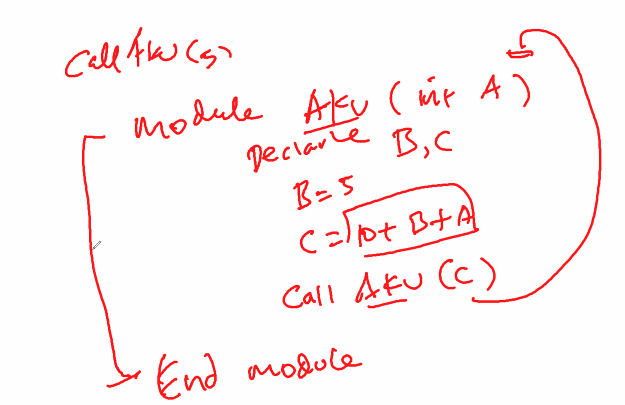 Call AKU (5)
Module AKU ( int A )
Declare B, C
B = 5
C = 10 + B + A
Call AKU (C)
End module